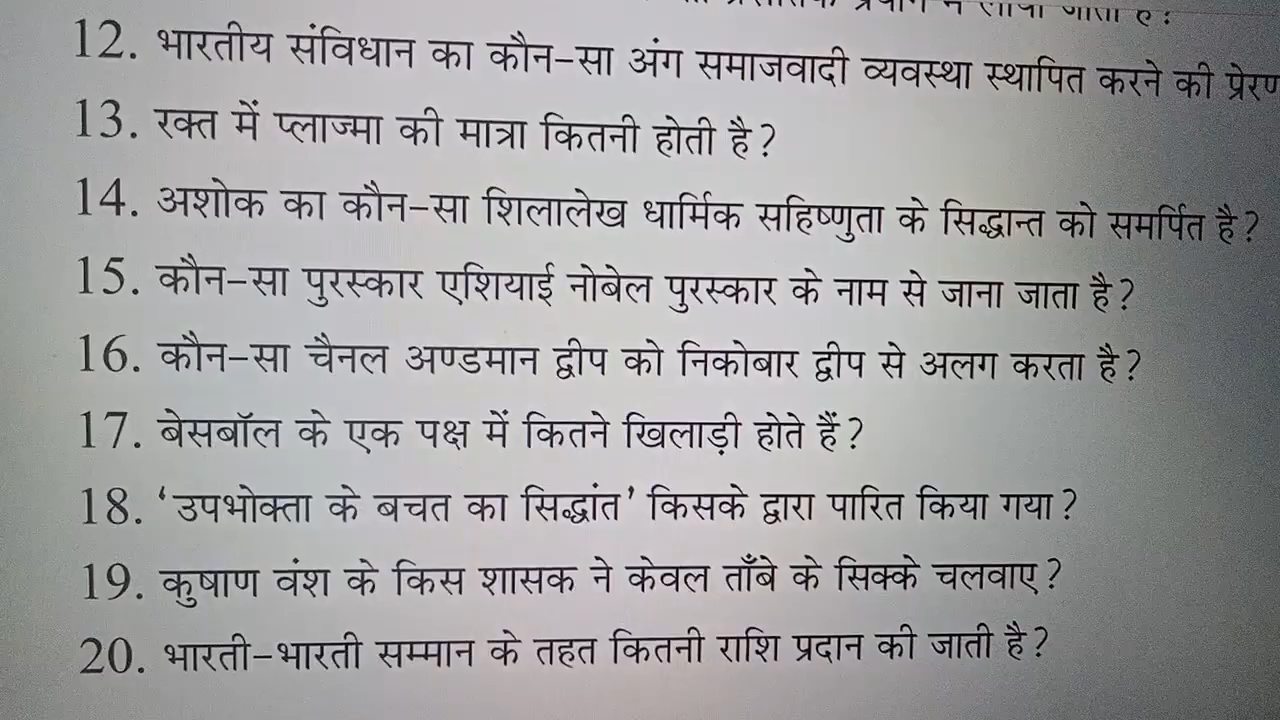 12. भारतीय संविधान का कौन-सा अंग समाजवादी व्यवस्था स्थापित करने की
13. रक्त में प्लाज्मा की मात्रा कितनी होती है?
14. अशोक का कौन-सा शिलालेख धार्मिक सहिष्णुता के सिद्धान्त को समर्पित है?
15. कौन-सा पुरस्कार एशियाई नोबेल पुरस्कार के नाम से जाना जाता है?
16. कौन-सा चैनल अण्डमान द्वीप को निकोबार द्वीप से अलग करता है?
17. बेसबॉल के एक पक्ष में कितने खिलाड़ी होते हैं?
18. ‘उपभोक्ता के बचत का सिद्धांत’ किसके द्वारा पारित किया गया?
19. कुषाण वंश के किस शासक ने केवल ताँबे के सिक्के चलवाए?
20. भारती-भारती सम्मान के तहत कितनी राशि प्रदान की जाती है?